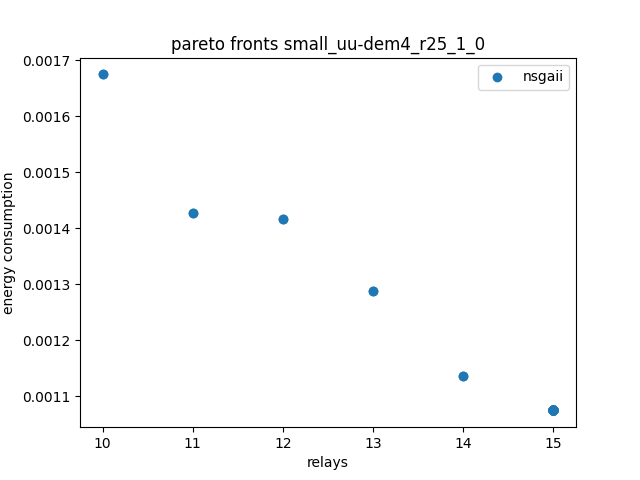 pareto fronts small_uu-dem4_r25_1_0
nsgaii
energy consumption
0.0017
0.0016
0.0015
0.0014
0.0013
0.0012
0.0011
10 11 12 13 14 15
relays